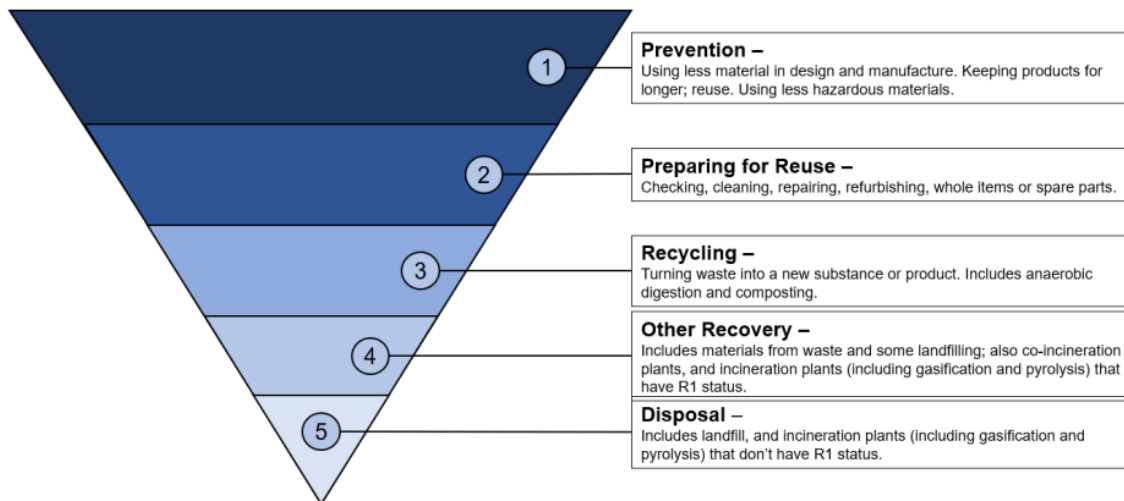 1
Prevention –
Using less material in design and manufacture. Keeping products for
longer; reuse. Using less hazardous materials.
2
Preparing for Reuse –
Checking, cleaning, repairing, refurbishing, whole items or spare parts.
3
Recycling –
Turning waste into a new substance or product. Includes anaerobic
digestion and composting.
4
Other Recovery –
Includes materials from waste and some landfilling; also co-incineration
plants, and incineration plants (including gasification and pyrolysis) that
have R1 status.
5
Disposal –
Includes landfill, and incineration plants (including gasification and
pyrolysis) that don't have R1 status.